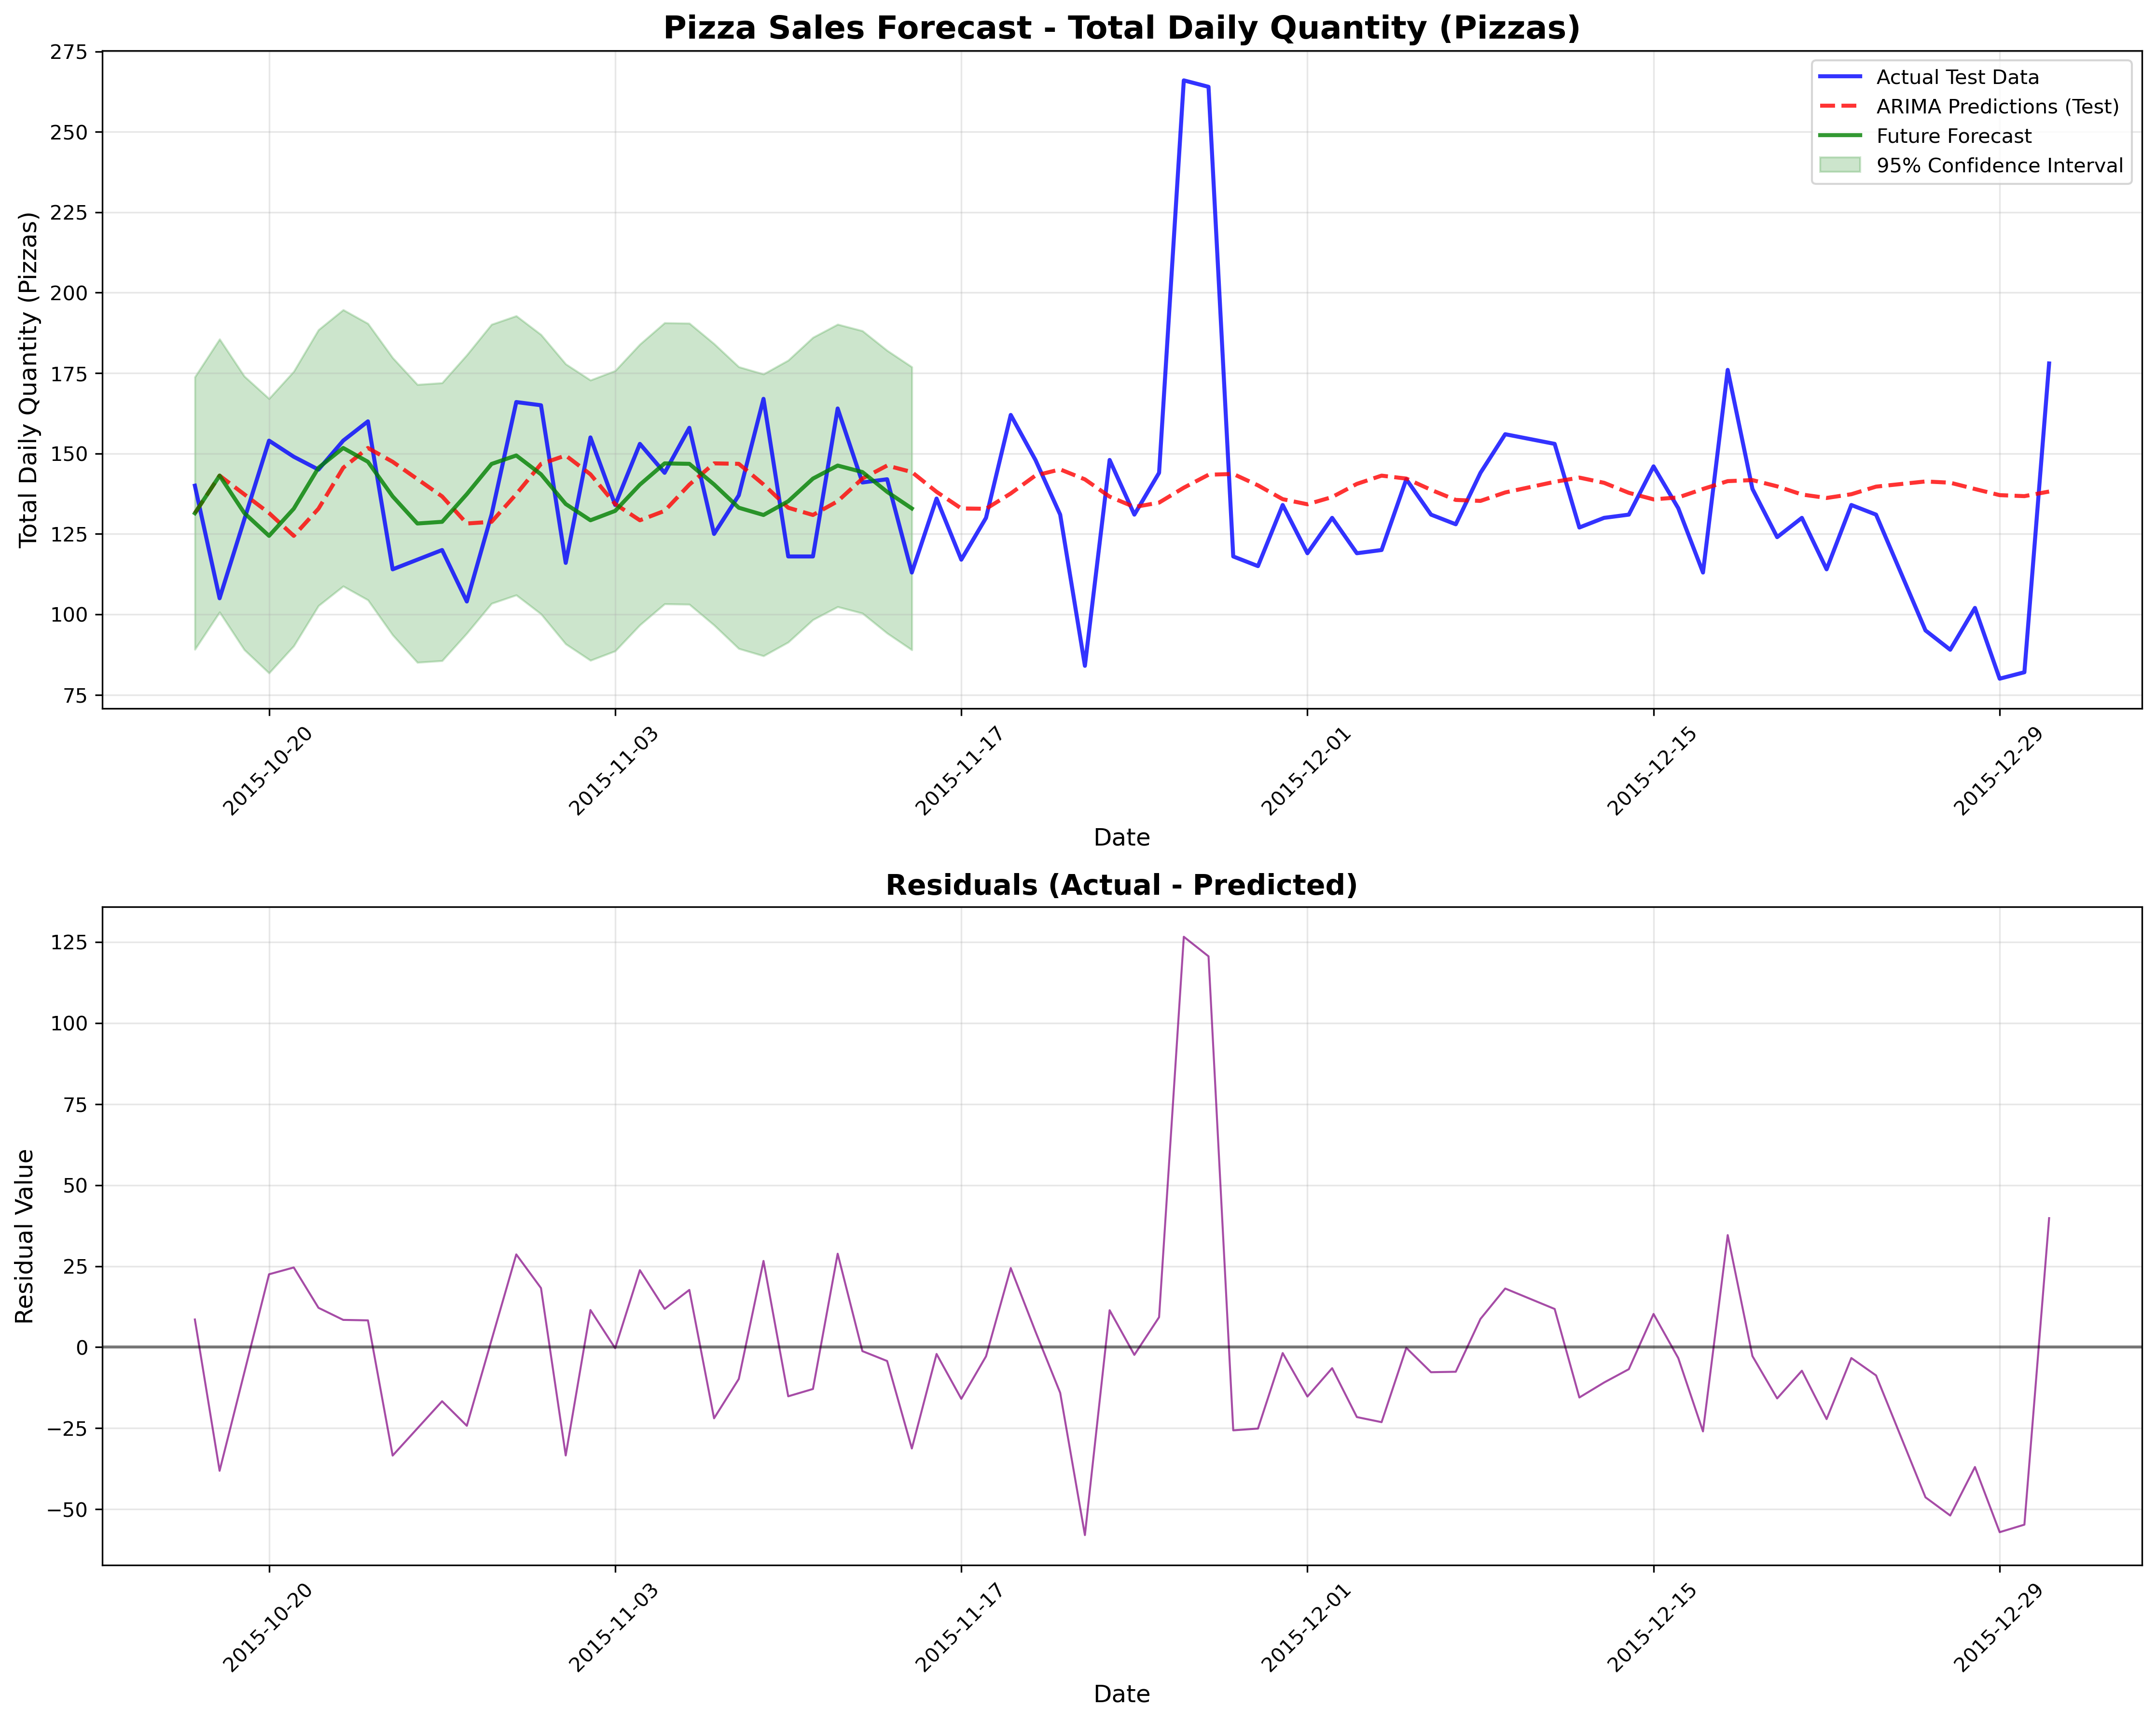 Pizza Sales Forecast - Total Daily Quantity (Pizzas)
Total Daily Quantity (Pizzas)
275
250
225
200
175
150
125
100
75
Actual Test Data
ARIMA Predictions (Test)
Future Forecast
95% Confidence Interval
2015-10-20
2015-11-03
2015-11-17
2015-12-01
2015-12-15
2015-12-29
Date
Residuals (Actual - Predicted)
Residual Value
125
100
75
50
25
0
−25
−50
2015-10-20
2015-11-03
2015-11-17
2015-12-01
2015-12-15
2015-12-29
Date